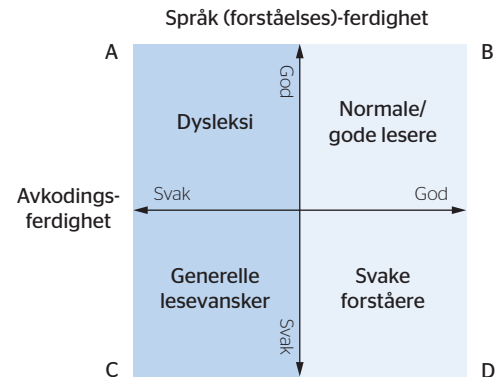 Språk (forståelses)-ferdighet
A
B
God
Dysleksi
Normale/
gode lesere
Avkodings-
ferdighet
Svak
God
Generelle
lesevansker
Svake
forståere
Svak
C
D